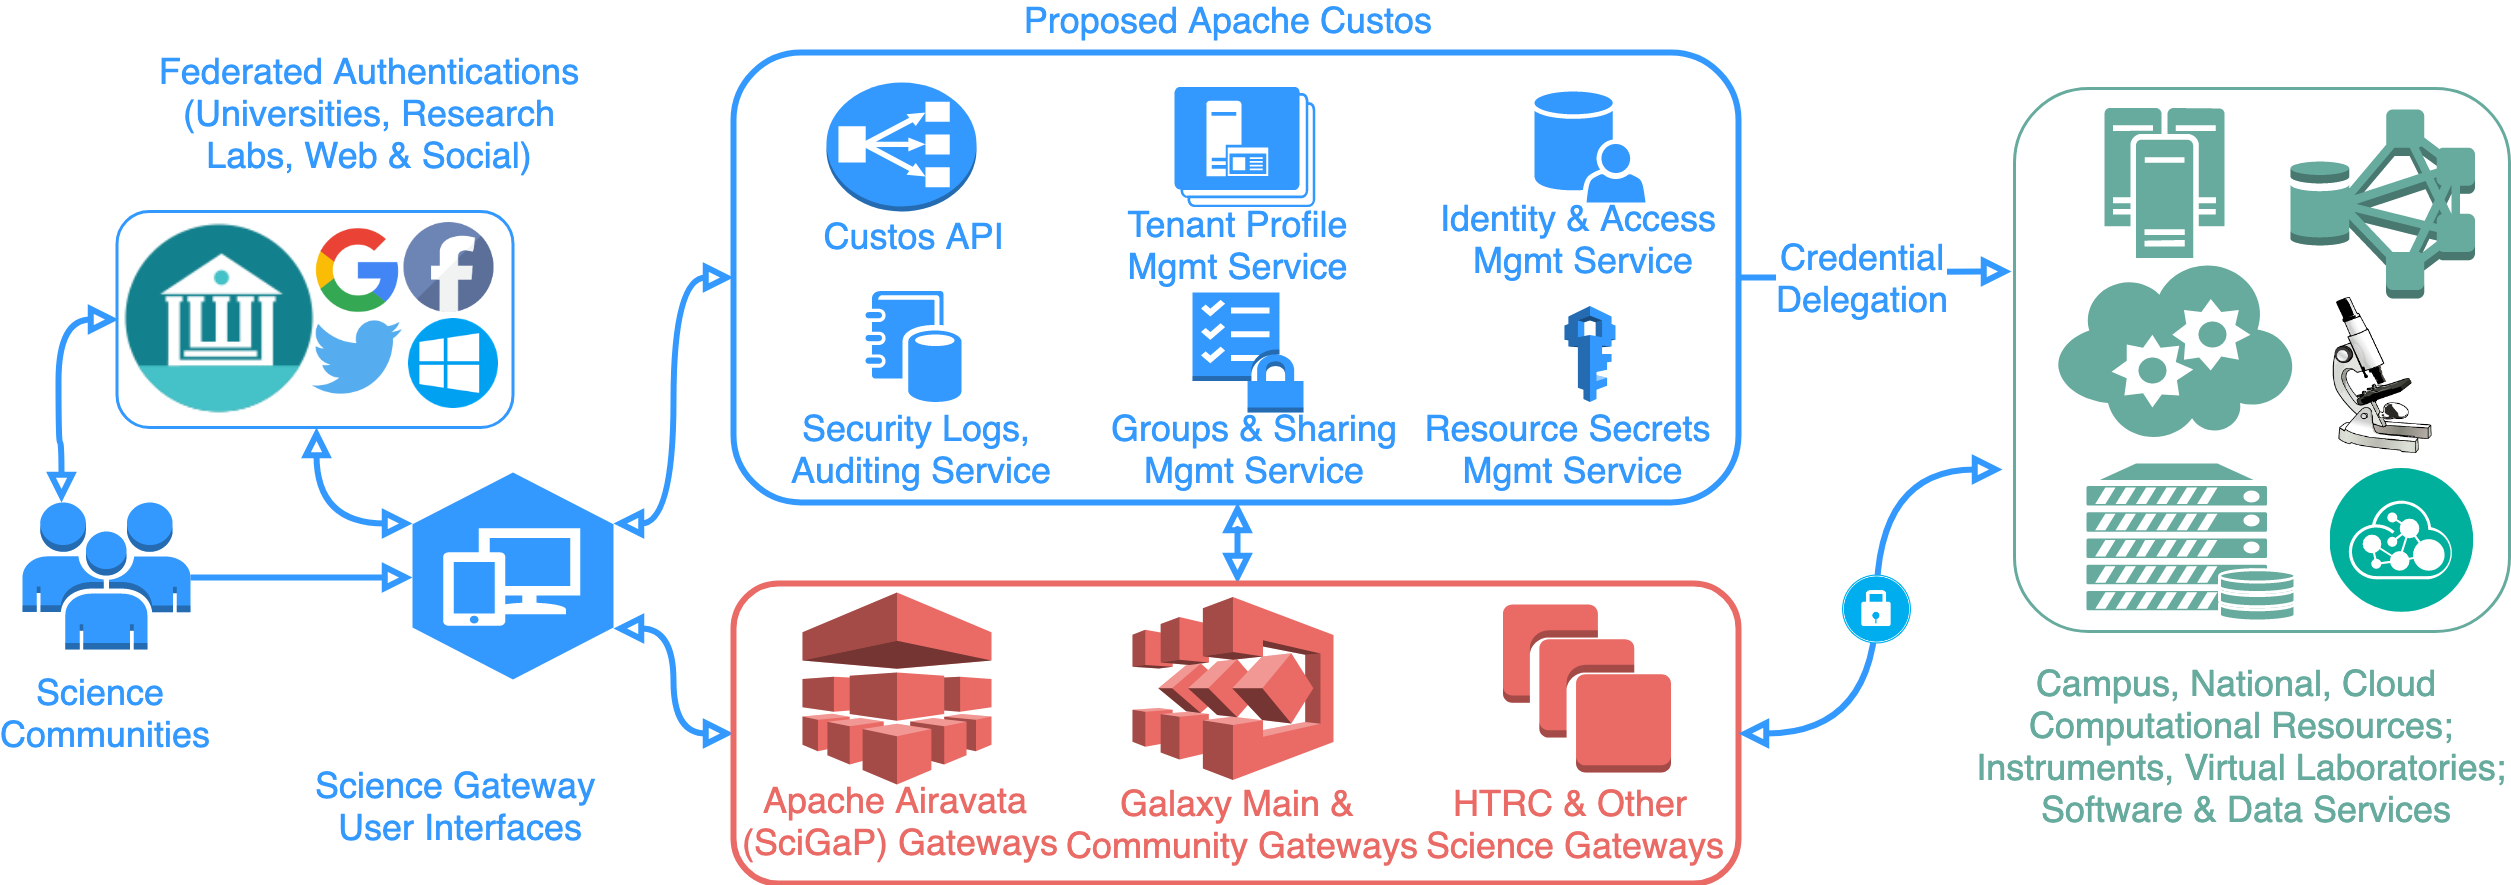 Proposed Apache Custos
Federated Authentications
(Universities, Research
Labs, Web & Social)
Custos API
Tenant Profile
Mgmt Service
Identity & Access
Mgmt Service
Security Logs,
Auditing Service
Groups & Sharing
Mgmt Service
Resource Secrets
Mgmt Service
Credential
Delegation
Science
Communities
Science Gateway
User Interfaces
Apache Airavata
(SciGaP) Gateways
Galaxy Main &
Community Gateways
HTRC & Other
Science Gateways
Campus, National, Cloud
Computational Resources;
Instruments, Virtual Laboratories;
Software & Data Services